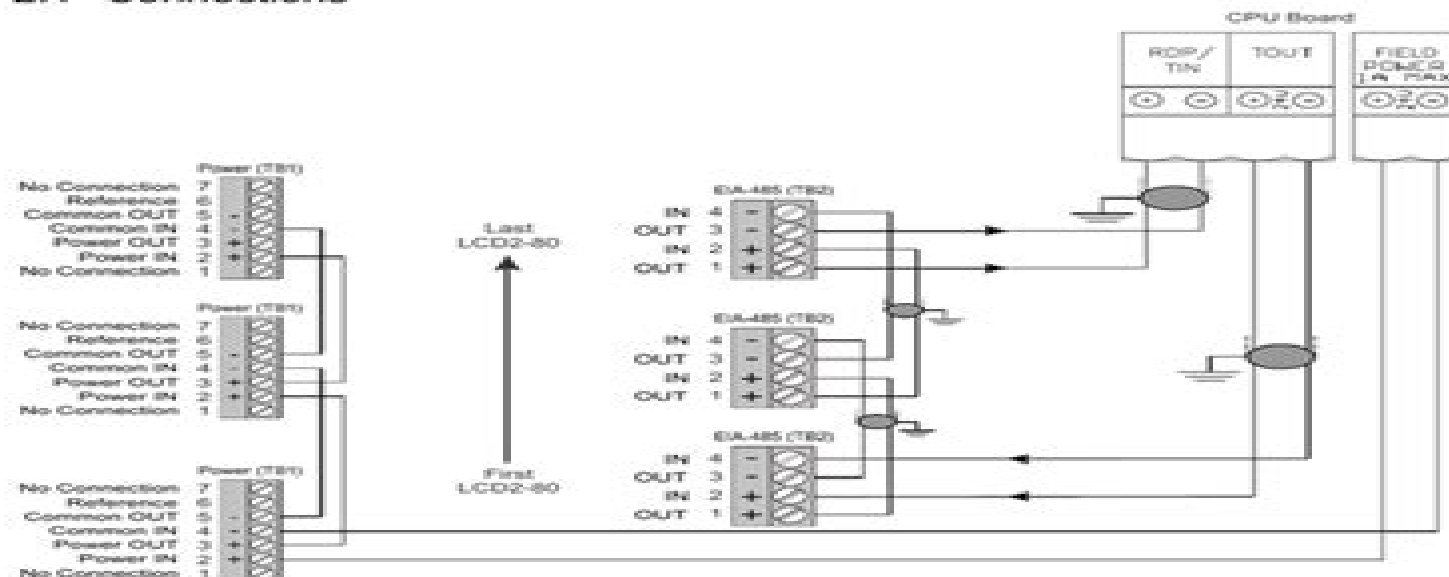 CPU Board
RDP/
TIN
TOUT
FIELD
POWER
1A MAX
Power (TB1)
No Connection 7
Reference 6
Common OUT 5 -
Common IN 4 -
Power OUT 3 +
Power IN 2 +
No Connection 1
Power (TB1)
No Connection 7
Reference 6
Common OUT 5 -
Common IN 4 -
Power OUT 3 +
Power IN 2 +
No Connection 1
Power (TB1)
No Connection 7
Reference 6
Common OUT 5 -
Common IN 4 -
Power OUT 3 +
Power IN 2 +
No Connection 1
Last
LCD2-80
First
LCD2-80
EIA-485 (TB2)
IN 4 -
OUT 3 -
IN 2 +
OUT 1 +
EIA-485 (TB2)
IN 4 -
OUT 3 -
IN 2 +
OUT 1 +
EIA-485 (TB2)
IN 4 -
OUT 3 -
IN 2 +
OUT 1 +